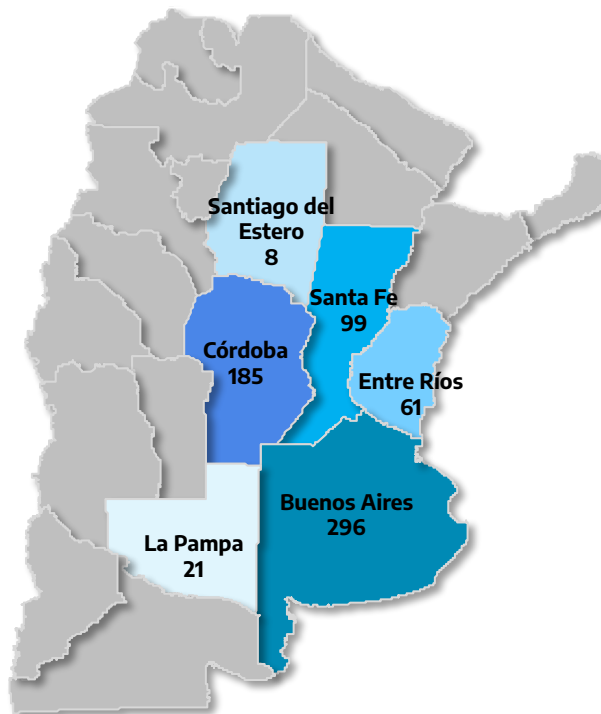 Santiago del
Estero
8
Santa Fe
99
Córdoba
185
Entre Ríos
61
Buenos Aires
296
La Pampa
21